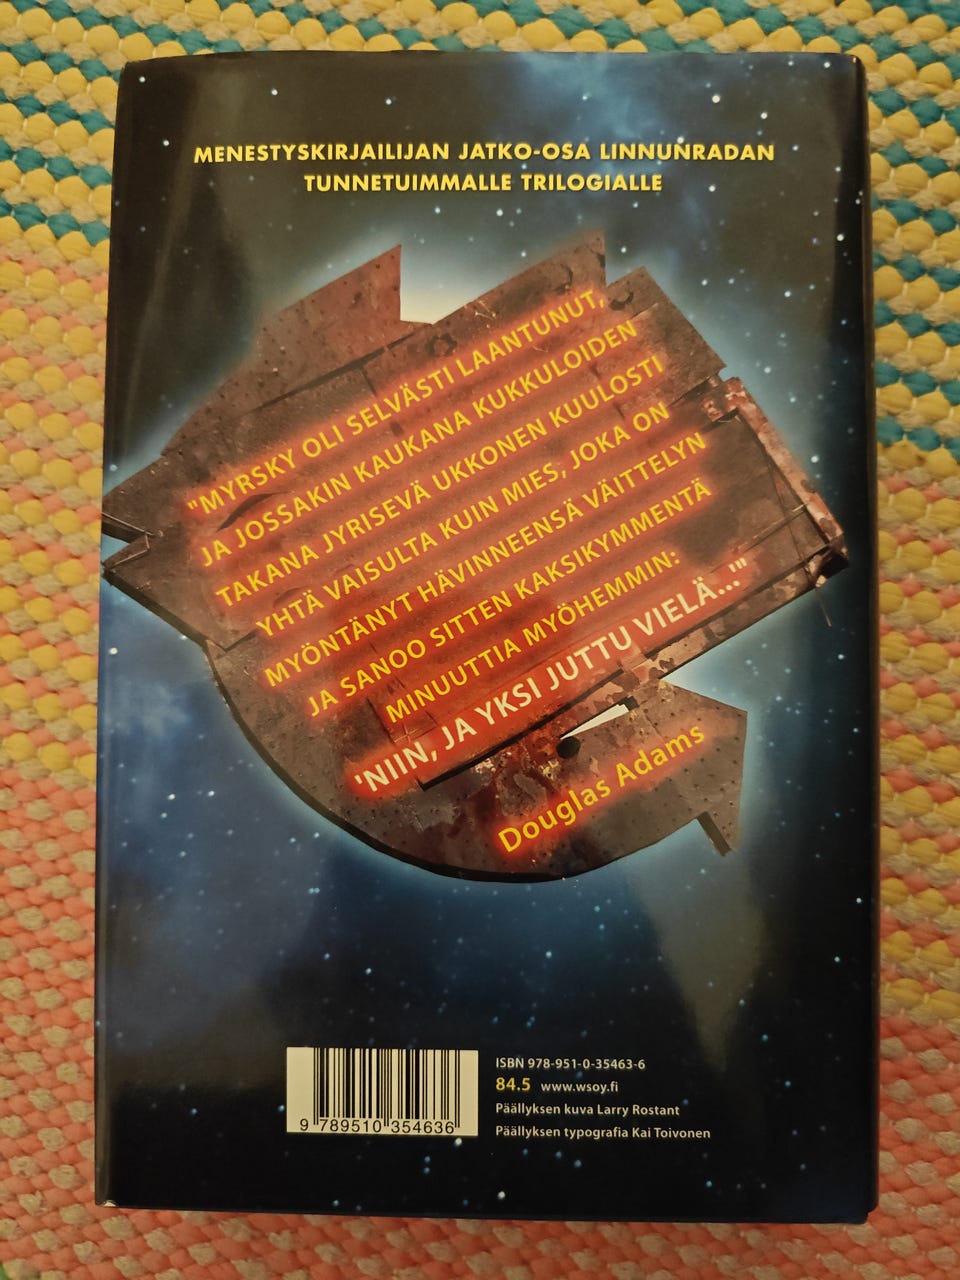 MENESTYSKIRJAILIJAN JATKO-OSA LINNUNRADAN
TUNNETUIMMALLE TRILOGIALLE
"MYRSKY OLI SELVÄSTI LAANTUNUT,
JA JOSSAKIN KAUKANA KUKKULOIDEN
TAKANA JYRISEVÄ UKKONEN KUULOSTI
YHTÄ VAISULTA KUIN MIES, JOKA ON
MYÖNTÄNYT HÄVINNEENSÄ VÄITTELYN
JA SANOO SITTEN KAKSIKYMMENTÄ
MINUUTTIA MYÖHEMMIN:
'NIIN, JA YKSI JUTTU VIELÄ...'"
Douglas Adams
ISBN 978-951-0-35463-6
84.5 www.wsoy.fi
Päällyksen kuva Larry Rostant
Päällyksen typografia Kai Toivonen
9 789510 354636